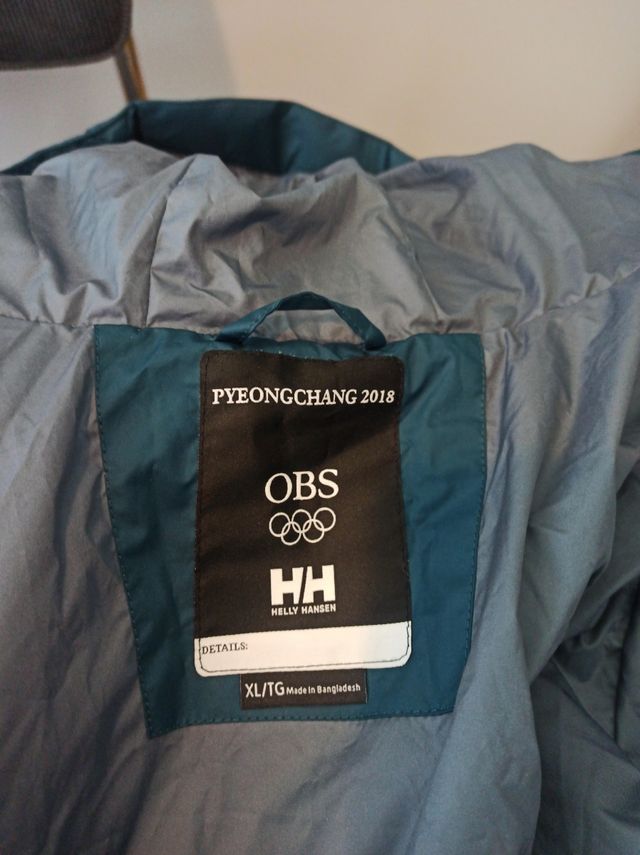 PYEONGCHANG 2018
OBS
HH
HELLY HANSEN
DETAILS:
XL/TG Made in Bangladesh